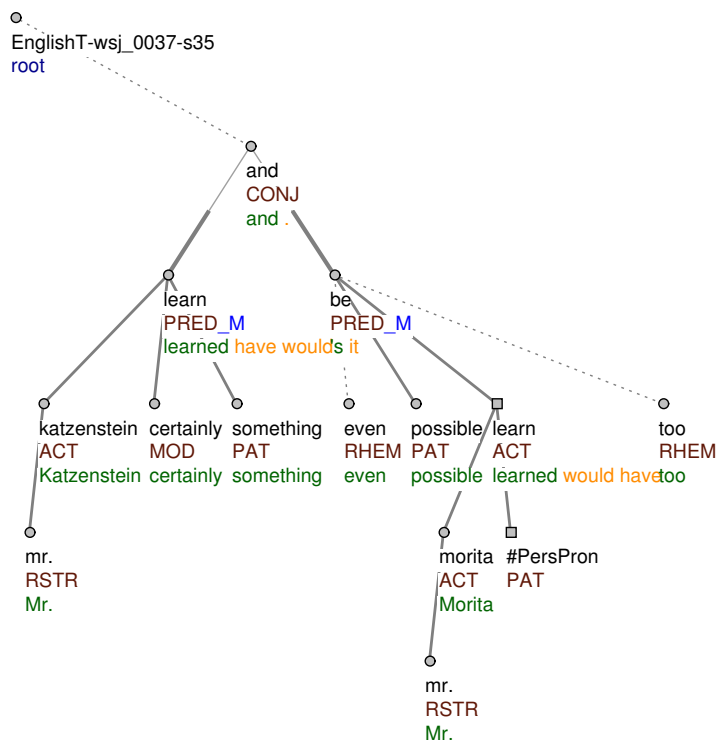 EnglishT-wsj_0037-s35
root
and
CONJ
and .
learn
PRED_M
learned have would
be
PRED_M
's it
katzenstein
ACT
Katzenstein
certainly
MOD
certainly
something
PAT
something
even
RHEM
even
possible
PAT
possible
learn
ACT
learned would have
too
RHEM
too
mr.
RSTR
Mr.
morita
ACT
Morita
#PersPron
PAT
mr.
RSTR
Mr.